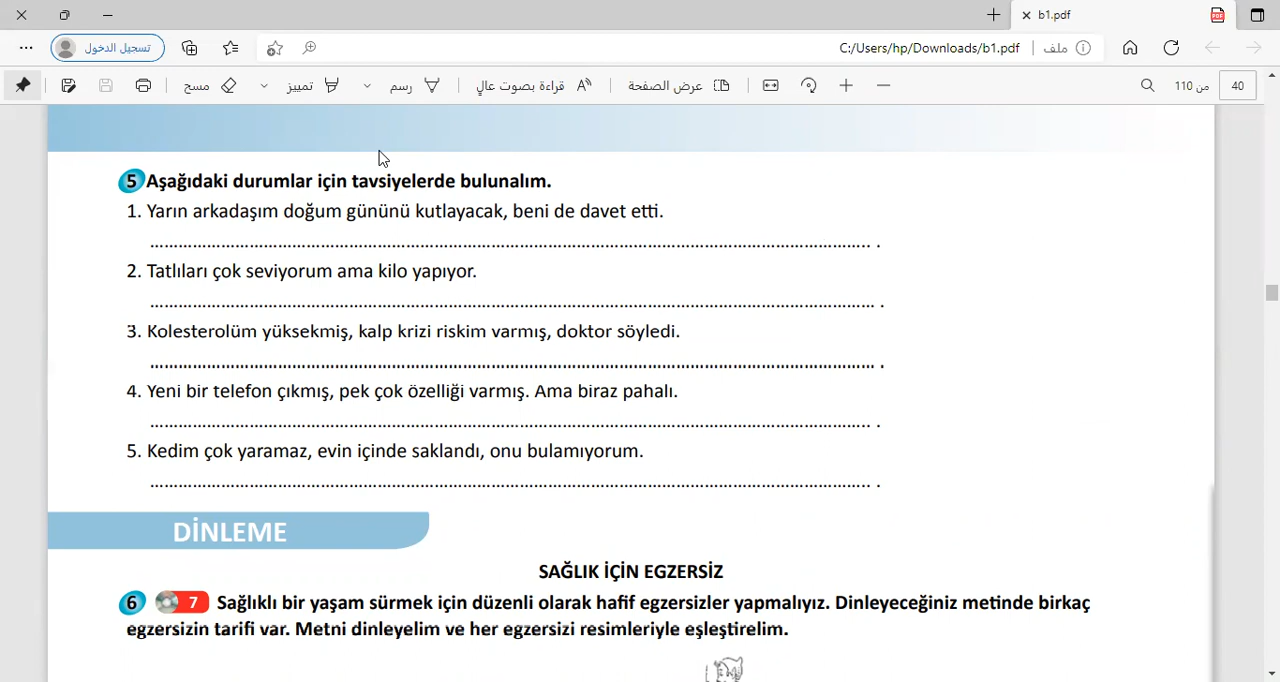 b1.pdf
تسجيل الدخول
ملف
C:/Users/hp/Downloads/b1.pdf
مسح
تمييز
رسم
قراءة بصوت عالٍ
عرض الصفحة
من 110
40
5 Aşağıdaki durumlar için tavsiyelerde bulunalım.
1. Yarın arkadaşım doğum gününü kutlayacak, beni de davet etti.
2. Tatlıları çok seviyorum ama kilo yapıyor.
3. Kolesterolüm yüksekmiş, kalp krizi riskim varmış, doktor söyledi.
4. Yeni bir telefon çıkmış, pek çok özelliği varmış. Ama biraz pahalı.
5. Kedim çok yaramaz, evin içinde saklandı, onu bulamıyorum.
DİNLEME
SAĞLIK İÇİN EGZERSİZ
6 7 Sağlıklı bir yaşam sürmek için düzenli olarak hafif egzersizler yapmalıyız. Dinleyeceğiniz metinde birkaç
egzersizin tarifi var. Metni dinleyelim ve her egzersizi resimleriyle eşleştirelim.